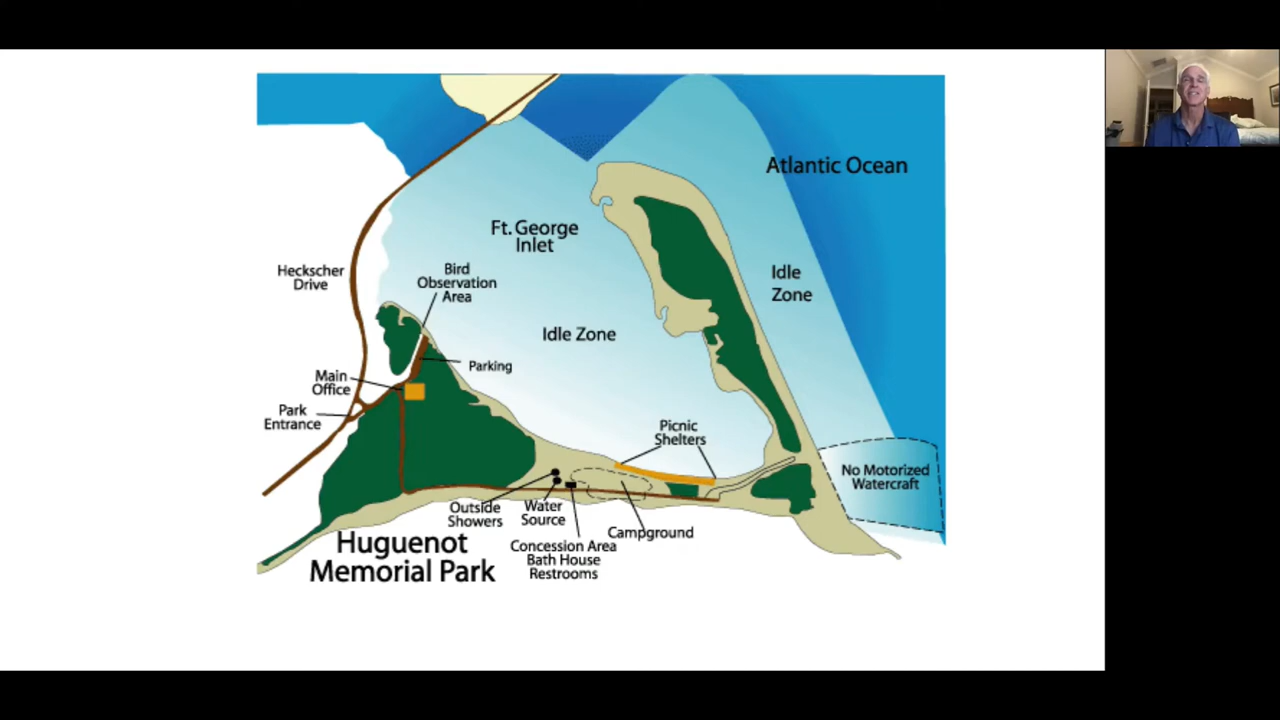 Atlantic Ocean
Ft. George
Inlet
Heckscher
Drive
Bird
Observation
Area
Idle
Zone
Idle Zone
Parking
Main
Office
Park
Entrance
Picnic
Shelters
No Motorized
Watercraft
Outside
Showers
Water
Source
Campground
Concession Area
Bath House
Restrooms
Huguenot
Memorial Park